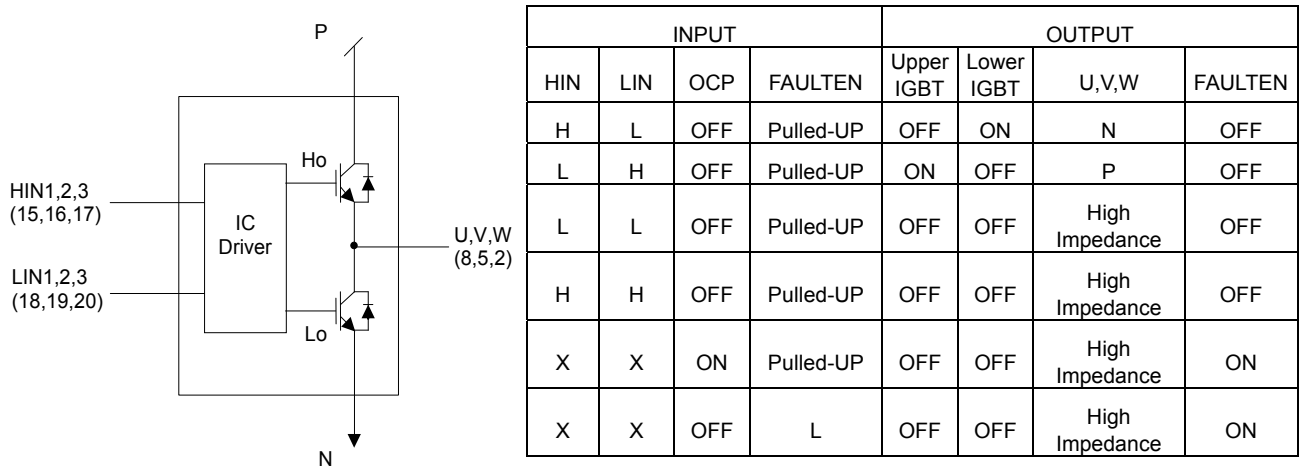 P
Ho
HIN1,2,3
(15,16,17)
IC
Driver
U,V,W
(8,5,2)
LIN1,2,3
(18,19,20)
Lo
N
INPUT OUTPUT
HIN LIN OCP FAULTEN Upper IGBT Lower IGBT U,V,W FAULTEN
H L OFF Pulled-UP OFF ON N OFF
L H OFF Pulled-UP ON OFF P OFF
L L OFF Pulled-UP OFF OFF High Impedance OFF
H H OFF Pulled-UP OFF OFF High Impedance OFF
X X ON Pulled-UP OFF OFF High Impedance ON
X X OFF L OFF OFF High Impedance ON